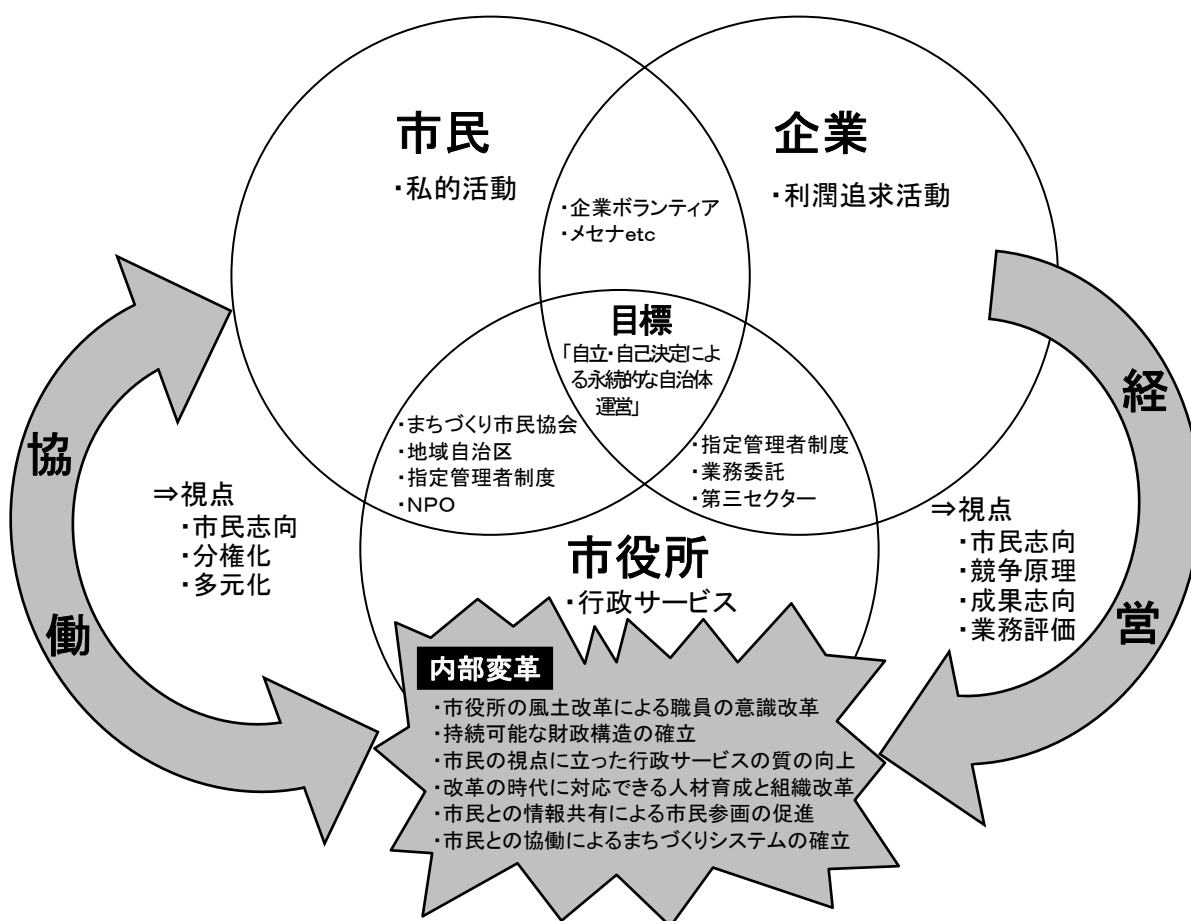 市民
・私的活動
企業
・利潤追求活動
・企業ボランティア
・メセナetc
目標
「自立・自己決定によ
る永続的な自治体
運営」
・まちづくり市民協会
・地域自治区
・指定管理者制度
・NPO
・指定管理者制度
・業務委託
・第三セクター
協
働
⇒視点
・市民志向
・分権化
・多元化
経
営
⇒視点
・市民志向
・競争原理
・成果志向
・業務評価
市役所
・行政サービス
内部変革
・市役所の風土改革による職員の意識改革
・持続可能な財政構造の確立
・市民の視点に立った行政サービスの質の向上
・改革の時代に対応できる人材育成と組織改革
・市民との情報共有による市民参画の促進
・市民との協働によるまちづくりシステムの確立